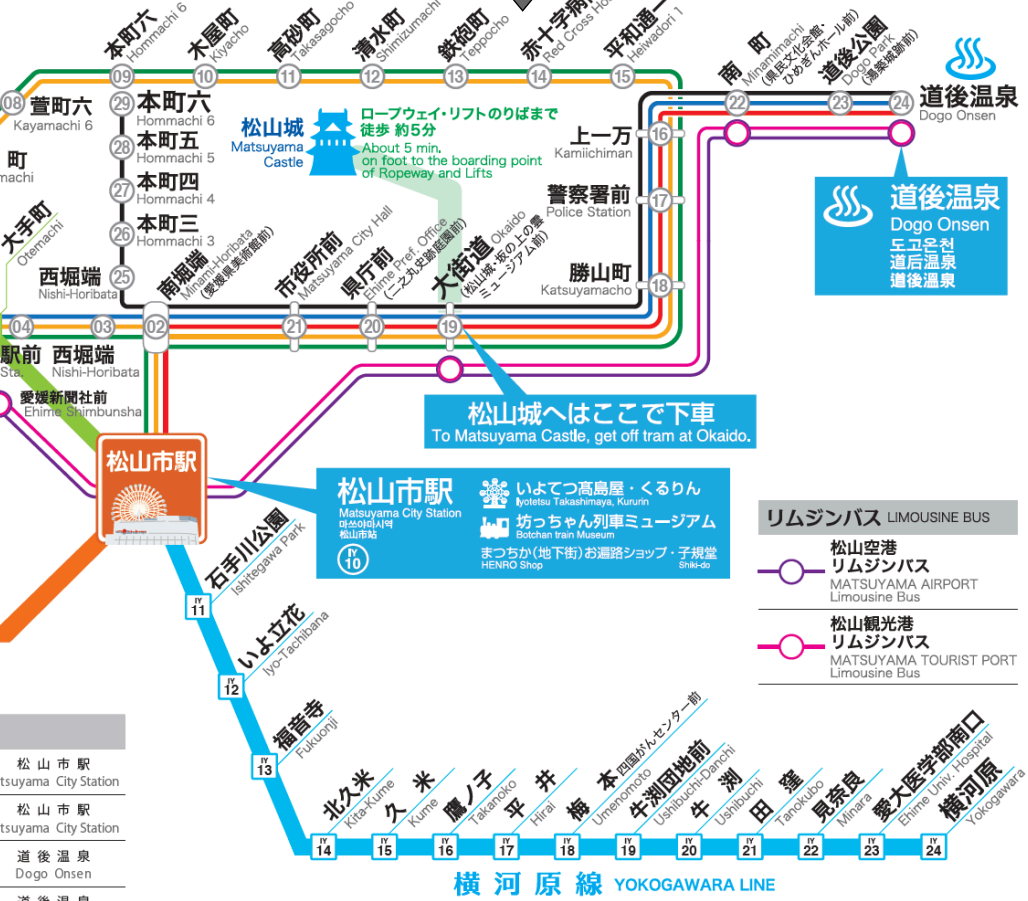 本町六
Hommachi 6
木屋町
Kiyacho
高砂町
Takasagocho
清水町
Shimizumachi
鉄砲町
Teppocho
赤十字病
Red Cross Hos
平和通一
Heiwadori 1
南町
Minamimachi
(県民文化会館・
ひめぎんホール前)
道後公園
Dogo Park
(湯築城跡前)
09
10
11
12
13
14
15
22
23
24
道後温泉
Dogo Onsen
08
萱町六
Kayamachi 6
29
本町六
Hommachi 6
28
本町五
Hommachi 5
27
本町四
Hommachi 4
26
本町三
Hommachi 3
25
西堀端
Nishi-Horibata
町
machi
大手町
Otemachi
松山城
Matsuyama
Castle
ロープウェイ・リフトのりばまで
徒歩 約5分
About 5 min.
on foot to the boarding point
of Ropeway and Lifts
上一万
Kamiichiman
16
警察署前
Police Station
17
勝山町
Katsuyamacho
18
道後温泉
Dogo Onsen
도고온천
道后温泉
道後溫泉
南堀端
Minami-Horibata
(愛媛県美術館前)
市役所前
Matsuyama City Hall
県庁前
Ehime Pref. Office
(二之丸史跡庭園前)
大街道
Okaido
(松山城・坂の上の雲
ミュージアム前)
04
03
02
21
20
19
駅前
Sta.
西堀端
Nishi-Horibata
愛媛新聞社前
Ehime Shimbunsha
松山城へはここで下車
To Matsuyama Castle, get off tram at Okaido.
松山市駅
松山市駅
Matsuyama City Station
마쓰야마시역
松山市站
IY
10
いよてつ髙島屋・くるりん
Iyotetsu Takashimaya, Kururin
坊っちゃん列車ミュージアム
Botchan train Museum
まつちか(地下街)お遍路ショップ・子規堂
HENRO Shop
Shiki-do
リムジンバス LIMOUSINE BUS
松山空港
リムジンバス
MATSUYAMA AIRPORT
Limousine Bus
松山観光港
リムジンバス
MATSUYAMA TOURIST PORT
Limousine Bus
石手川公園
Ishitegawa Park
IY
11
いよ立花
Iyo-Tachibana
IY
12
福音寺
Fukuonji
IY
13
北久米
Kita-Kume
久米
Kume
鷹ノ子
Takanoko
平井
Hirai
梅本 四国がんセンター前
Umenomoto
牛渕団地前
Ushibuchi-Danchi
牛渕
Ushibuchi
田窪
Tanokubo
見奈良
Minara
愛大医学部南口
Ehime Univ. Hospital
横河原
Yokogawara
IY
14
IY
15
IY
16
IY
17
IY
18
IY
19
IY
20
IY
21
IY
22
IY
23
IY
24
横河原線 YOKOGAWARA LINE
松山市駅
tsuyama City Station
松山市駅
tsuyama City Station
道後温泉
Dogo Onsen
道後温泉